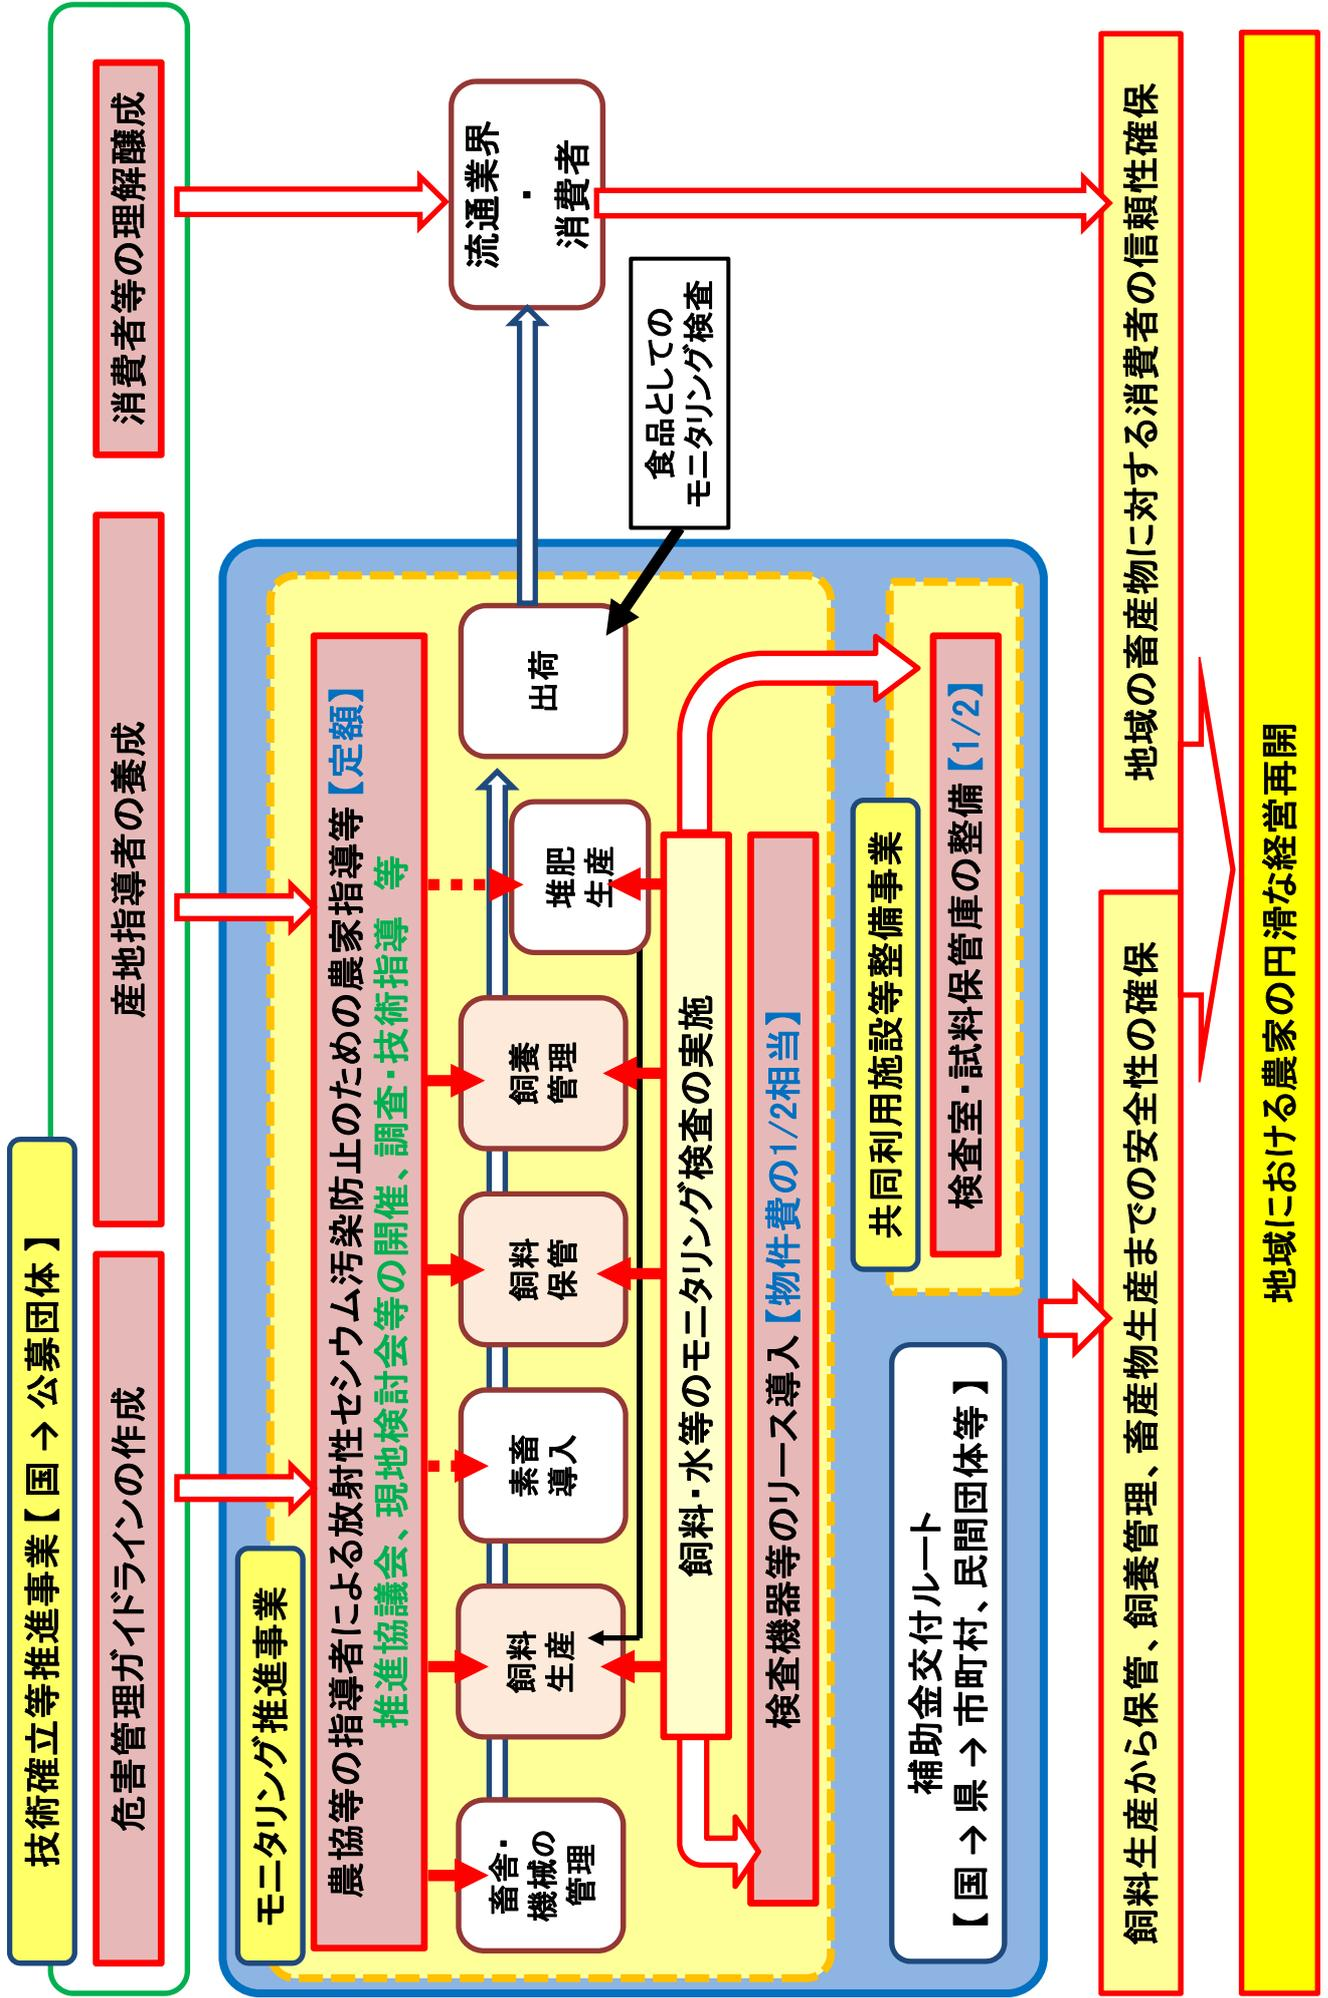 技術確立等推進事業【 国 → 公募団体 】
危害管理ガイドラインの作成
産地指導者の養成
消費者等の理解醸成
モニタリング推進事業
農協等の指導者による放射性セシウム汚染防止のための農家指導等【定額】
推進協議会、現地検討会等の開催、調査・技術指導　等
畜舎・
機械の
管理
飼料
生産
素畜
導入
飼料
保管
飼養
管理
堆肥
生産
出荷
流通業界
・
消費者
食品としての
モニタリング検査
飼料・水等のモニタリング検査の実施
検査機器等のリース導入【物件費の1/2相当】
共同利用施設等整備事業
検査室・試料保管庫の整備【1/2】
補助金交付ルート
【 国 → 県 → 市町村、民間団体等 】
飼料生産から保管、飼養管理、畜産物生産までの安全性の確保
地域の畜産物に対する消費者の信頼性確保
地域における農家の円滑な経営再開